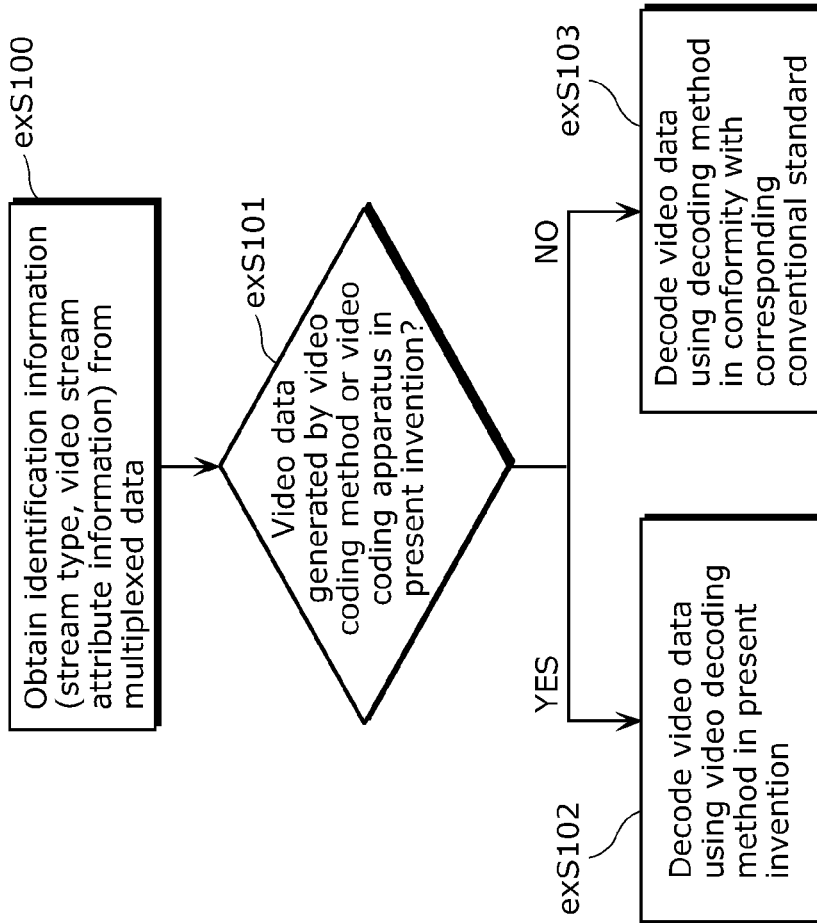 exS100
Obtain identification information
(stream type, video stream
attribute information) from
multiplexed data
exS101
Video data
generated by video
coding method or video
coding apparatus in
present invention?
YES
NO
exS102
Decode video data
using video decoding
method in present
invention
exS103
Decode video data
using decoding method
in conformity with
corresponding
conventional standard